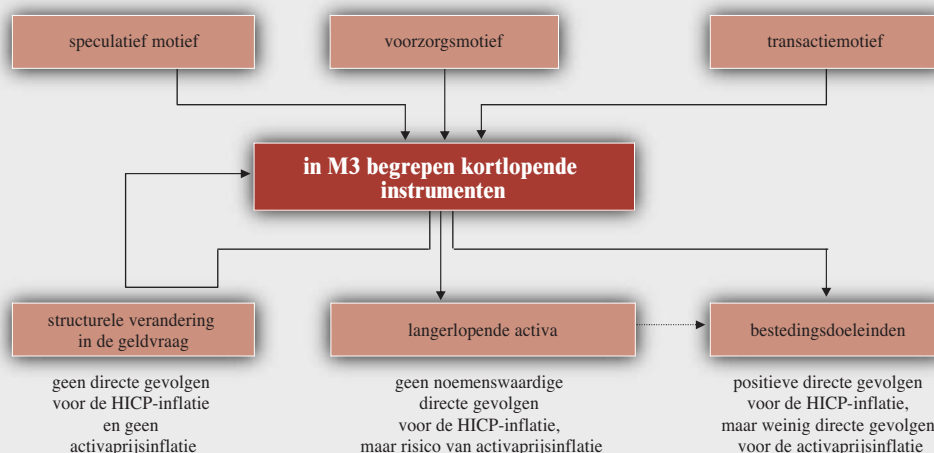 speculatief motief
voorzorgsmotief
transactiemotief
in M3 begrepen kortlopende
instrumenten
structurele verandering
in de geldvraag
langerlopende activa
bestedingsdoeleinden
geen directe gevolgen
voor de HICP-inflatie
en geen
activaprijsinflatie
geen noemenswaardige
directe gevolgen
voor de HICP-inflatie,
maar risico van activaprijsinflatie
positieve directe gevolgen
voor de HICP-inflatie,
maar weinig directe gevolgen
voor de activaprijsinflatie